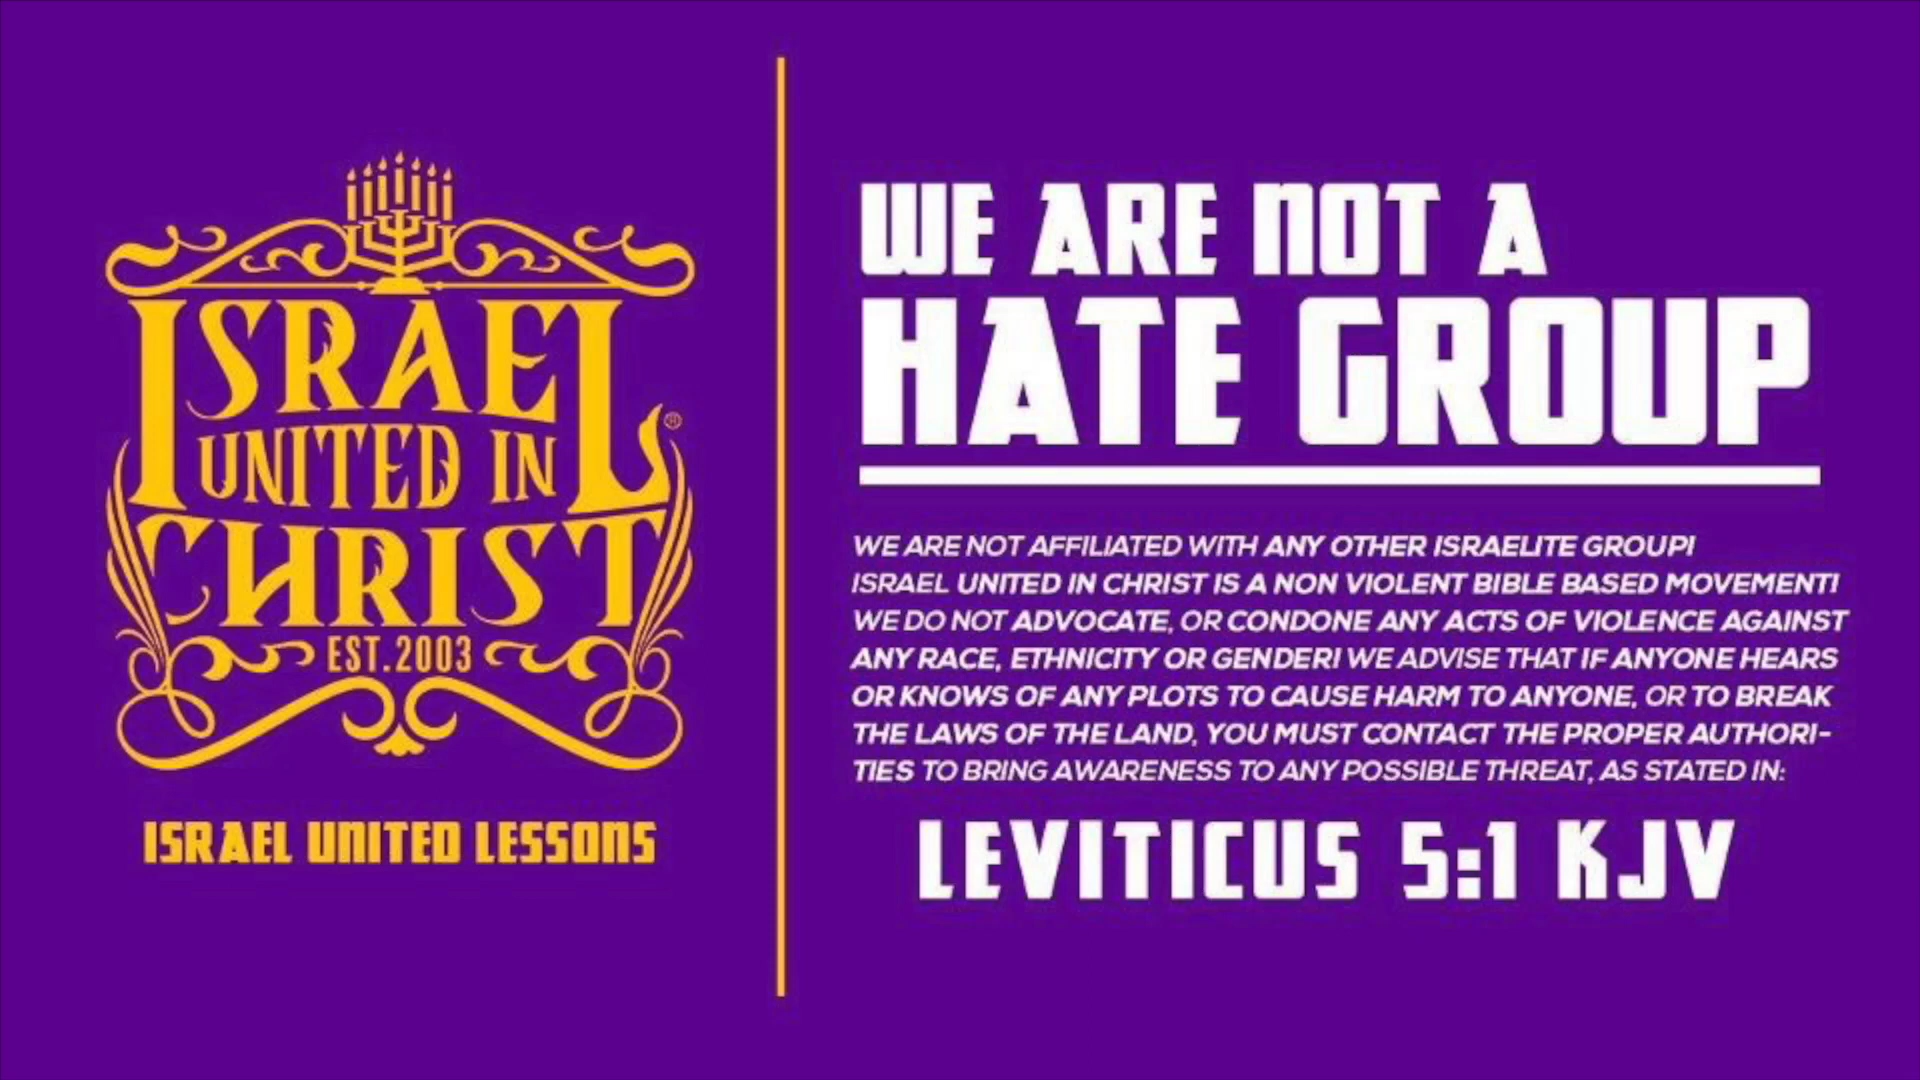 ISRAEL
UNITED IN
CHRIST
®
EST.2003
ISRAEL UNITED LESSONS
WE ARE NOT A
HATE GROUP
WE ARE NOT AFFILIATED WITH ANY OTHER ISRAELITE GROUP!
ISRAEL UNITED IN CHRIST IS A NON VIOLENT BIBLE BASED MOVEMENT!
WE DO NOT ADVOCATE, OR CONDONE ANY ACTS OF VIOLENCE AGAINST
ANY RACE, ETHNICITY OR GENDER! WE ADVISE THAT IF ANYONE HEARS
OR KNOWS OF ANY PLOTS TO CAUSE HARM TO ANYONE, OR TO BREAK
THE LAWS OF THE LAND, YOU MUST CONTACT THE PROPER AUTHORI-
TIES TO BRING AWARENESS TO ANY POSSIBLE THREAT, AS STATED IN:
LEVITICUS 5:1 KJV